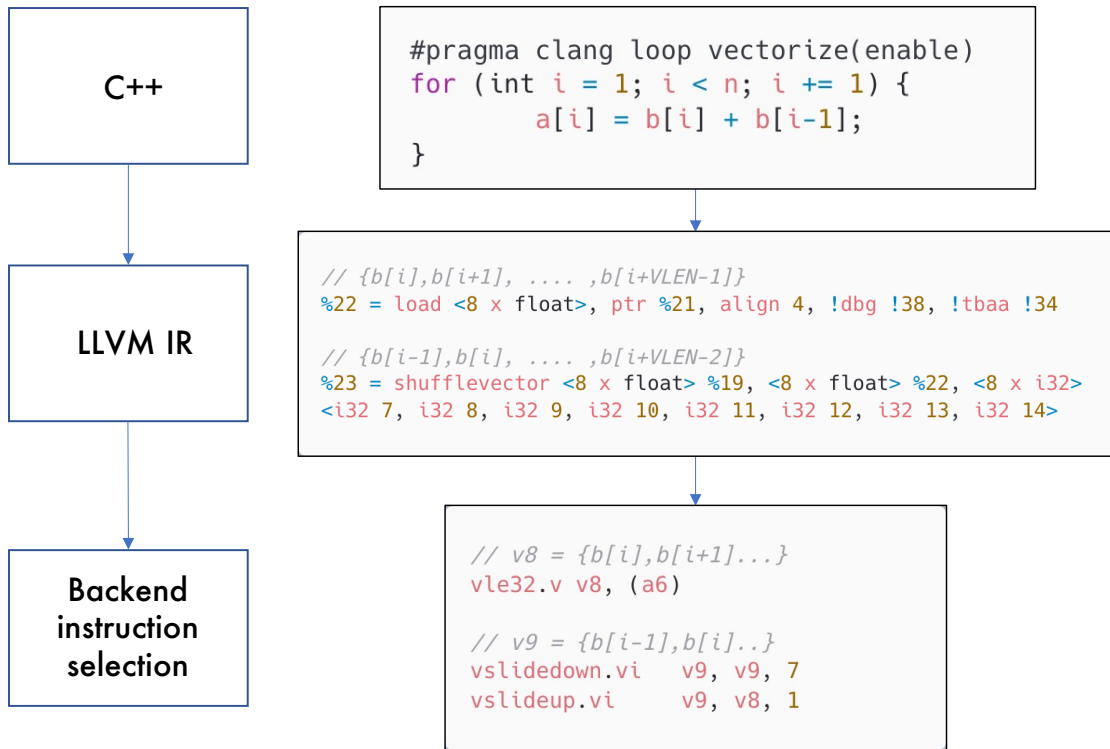 C++
#pragma clang loop vectorize(enable)
for (int i = 1; i < n; i += 1) {
a[i] = b[i] + b[i-1];
}
LLVM IR
// {b[i],b[i+1], .... ,b[i+VLEN-1]}
%22 = load <8 x float>, ptr %21, align 4, !dbg !38, !tbaa !34
// {b[i-1],b[i], .... ,b[i+VLEN-2]}
%23 = shufflevector <8 x float> %19, <8 x float> %22, <8 x i32>
<i32 7, i32 8, i32 9, i32 10, i32 11, i32 12, i32 13, i32 14>
Backend
instruction
selection
// v8 = {b[i],b[i+1]...}
vle32.v v8, (a6)
// v9 = {b[i-1],b[i]..}
vslidedown.vi v9, v9, 7
vslideup.vi v9, v8, 1